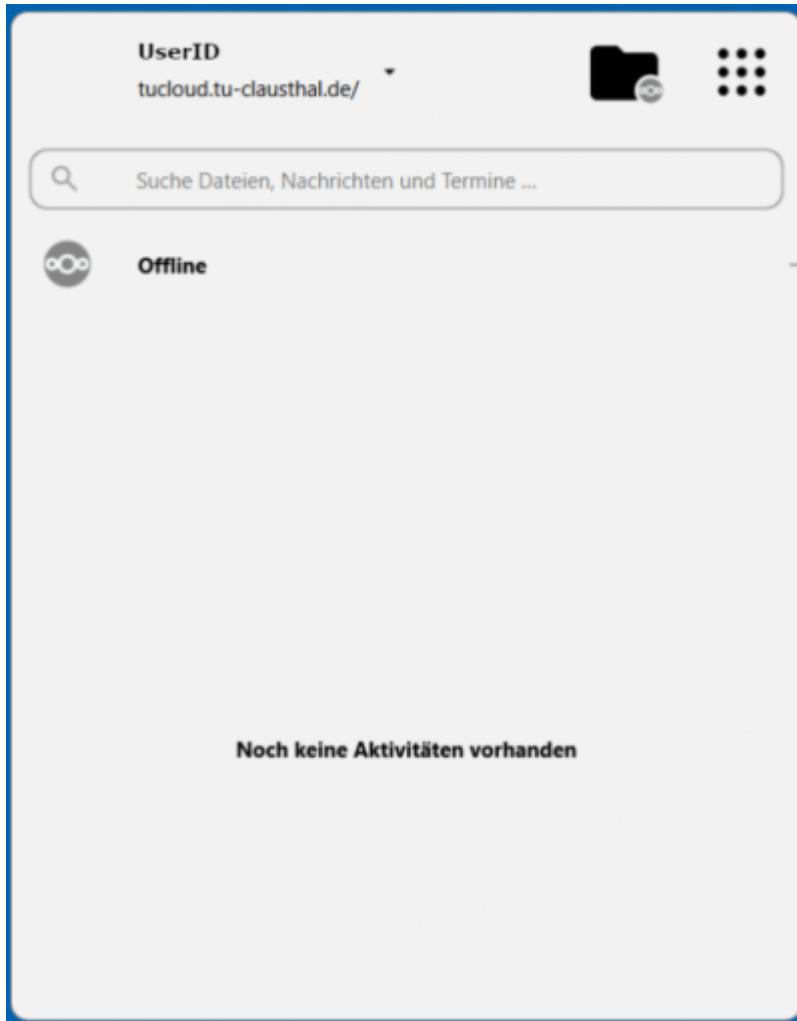 UserID
tucloud.tu-clausthal.de/
Suche Dateien, Nachrichten und Termine ...
Offline
Noch keine Aktivitäten vorhanden